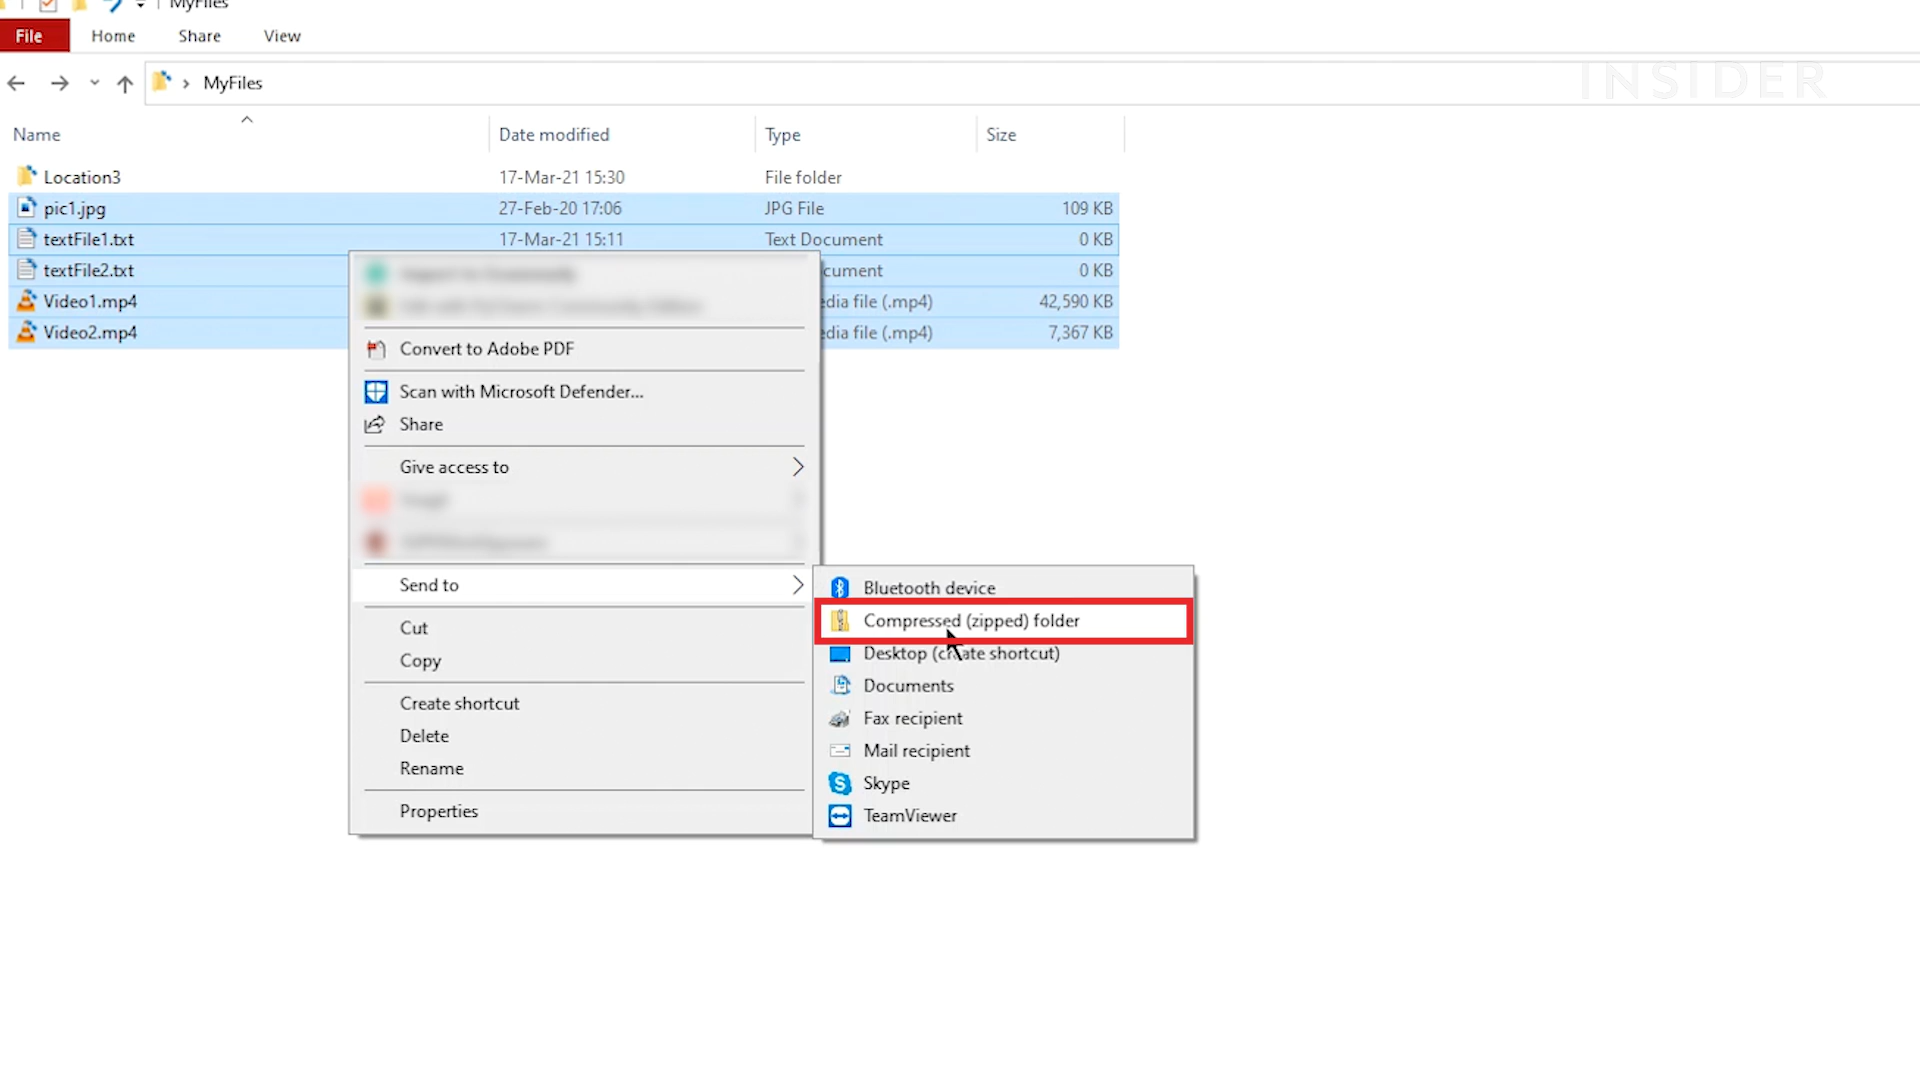 MyFiles
File Home Share View
MyFiles
INSIDER
Name Date modified Type Size
Location3 17-Mar-21 15:30 File folder
pic1.jpg 27-Feb-20 17:06 JPG File 109 KB
textFile1.txt 17-Mar-21 15:11 Text Document 0 KB
textFile2.txt cument 0 KB
Video1.mp4 edia file (.mp4) 42,590 KB
Video2.mp4 edia file (.mp4) 7,367 KB
Convert to Adobe PDF
Scan with Microsoft Defender...
Share
Give access to
Send to
Cut
Copy
Create shortcut
Delete
Rename
Properties
Bluetooth device
Compressed (zipped) folder
Desktop (create shortcut)
Documents
Fax recipient
Mail recipient
Skype
TeamViewer